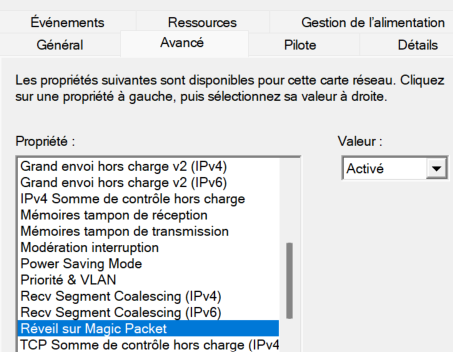 Événements Ressources Gestion de l'alimentation
Général Avancé Pilote Détails
Les propriétés suivantes sont disponibles pour cette carte réseau. Cliquez
sur une propriété à gauche, puis sélectionnez sa valeur à droite.
Propriété : Valeur :
Activé
Grand envoi hors charge v2 (IPv4)
Grand envoi hors charge v2 (IPv6)
IPv4 Somme de contrôle hors charge
Mémoires tampon de réception
Mémoires tampon de transmission
Modération interruption
Power Saving Mode
Priorité & VLAN
Recv Segment Coalescing (IPv4)
Recv Segment Coalescing (IPv6)
Réveil sur Magic Packet
TCP Somme de contrôle hors charge (IPv4